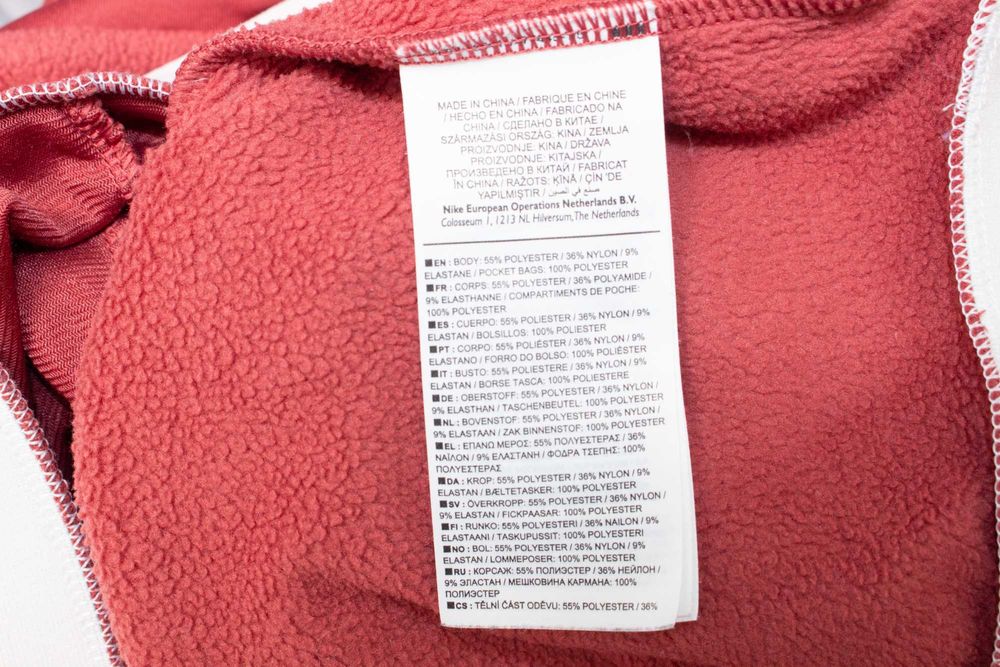 MADE IN CHINA / FABRIQUE EN CHINE
/ HECHO EN CHINA / FABRICADO NA
CHINA / СДЕЛАНО В КИТАЕ /
SZÁRMAZÁSI ORSZÁG: KÍNA / ZEMLJA
PROIZVODNJE: KINA / DRŽAVA
PROIZVODNJE: KITAJSKA /
ПРОИЗВЕДЕНО В КИТАЙ / FABRICAT
ÎN CHINA / RAŽOTS: ĶĪNĀ / ÇİN 'DE
YAPILMIŞTIR / صنع في الصين
Nike European Operations Netherlands B.V.
Colosseum 1, 1213 NL Hilversum, The Netherlands
■EN : BODY: 55% POLYESTER / 36% NYLON / 9%
ELASTANE / POCKET BAGS: 100% POLYESTER
■FR : CORPS: 55% POLYESTER / 36% POLYAMIDE /
9% ELASTHANNE / COMPARTIMENTS DE POCHE:
100% POLYESTER
■ES : CUERPO: 55% POLIESTER / 36% NYLON / 9%
ELASTAN / BOLSILLOS: 100% POLIESTER
■PT : CORPO: 55% POLIÉSTER / 36% NYLON / 9%
ELASTANO / FORRO DO BOLSO: 100% POLIÉSTER
■IT : BUSTO: 55% POLIESTERE / 36% NYLON / 9%
ELASTAN / BORSE TASCA: 100% POLIESTERE
■DE : OBERSTOFF: 55% POLYESTER / 36% NYLON /
9% ELASTHAN / TASCHENBEUTEL: 100% POLYESTER
■NL : BOVENSTOF: 55% POLYESTER / 36% NYLON / 9%
ELASTAAN / ZAK BINNENSTOF: 100% POLYESTER
■EL : ΕΠΑΝΩ ΜΕΡΟΣ: 55% ΠΟΛΥΕΣΤΕΡΑΣ / 36%
ΝΑΪΛΟΝ / 9% ΕΛΑΣΤΑΝΗ / ΦΟΔΡΑ ΤΣΕΠΗΣ: 100%
ΠΟΛΥΕΣΤΕΡΑΣ
■DA : KROP: 55% POLYESTER / 36% NYLON / 9%
ELASTAN / BÆLTETASKER: 100% POLYESTER
■SV : ÖVERKROPP: 55% POLYESTER / 36% NYLON /
9% ELASTAN / FICKPAASAR: 100% POLYESTER
■FI : RUNKO: 55% POLYESTERI / 36% NAILON / 9%
ELASTAANI / TASKUPUSSIT: 100% POLYESTERI
■NO : BOL: 55% POLYESTER / 36% NYLON / 9%
ELASTAN / LOMMEPOSER: 100% POLYESTER
■RU : КОРСАЖ: 55% ПОЛИЭСТЕР / 36% НЕЙЛОН /
9% ЭЛАСТАН / МЕШКОВИНА КАРМАНА: 100%
ПОЛИЭСТЕР
■CS : TĚLNÍ ČÁST ODĚVU: 55% POLYESTER / 36%